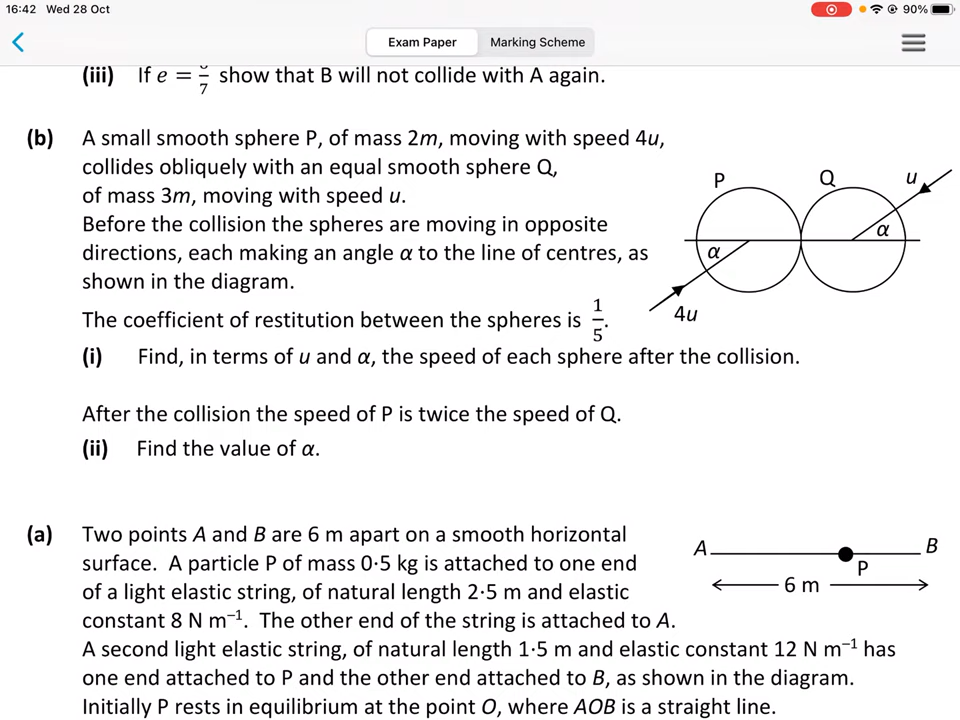 16:42 Wed 28 Oct 90%
Exam Paper Marking Scheme
(iii) If e = /7 show that B will not collide with A again.
(b) A small smooth sphere P, of mass 2m, moving with speed 4u,
collides obliquely with an equal smooth sphere Q,
of mass 3m, moving with speed u.
Before the collision the spheres are moving in opposite
directions, each making an angle α to the line of centres, as
shown in the diagram.
P Q u
α
α
4u
The coefficient of restitution between the spheres is 1/5.
(i) Find, in terms of u and α, the speed of each sphere after the collision.
After the collision the speed of P is twice the speed of Q.
(ii) Find the value of α.
(a) Two points A and B are 6 m apart on a smooth horizontal
surface. A particle P of mass 0·5 kg is attached to one end
of a light elastic string, of natural length 2·5 m and elastic
constant 8 N m⁻¹. The other end of the string is attached to A.
A B
P
6 m
A second light elastic string, of natural length 1·5 m and elastic constant 12 N m⁻¹ has
one end attached to P and the other end attached to B, as shown in the diagram.
Initially P rests in equilibrium at the point O, where AOB is a straight line.